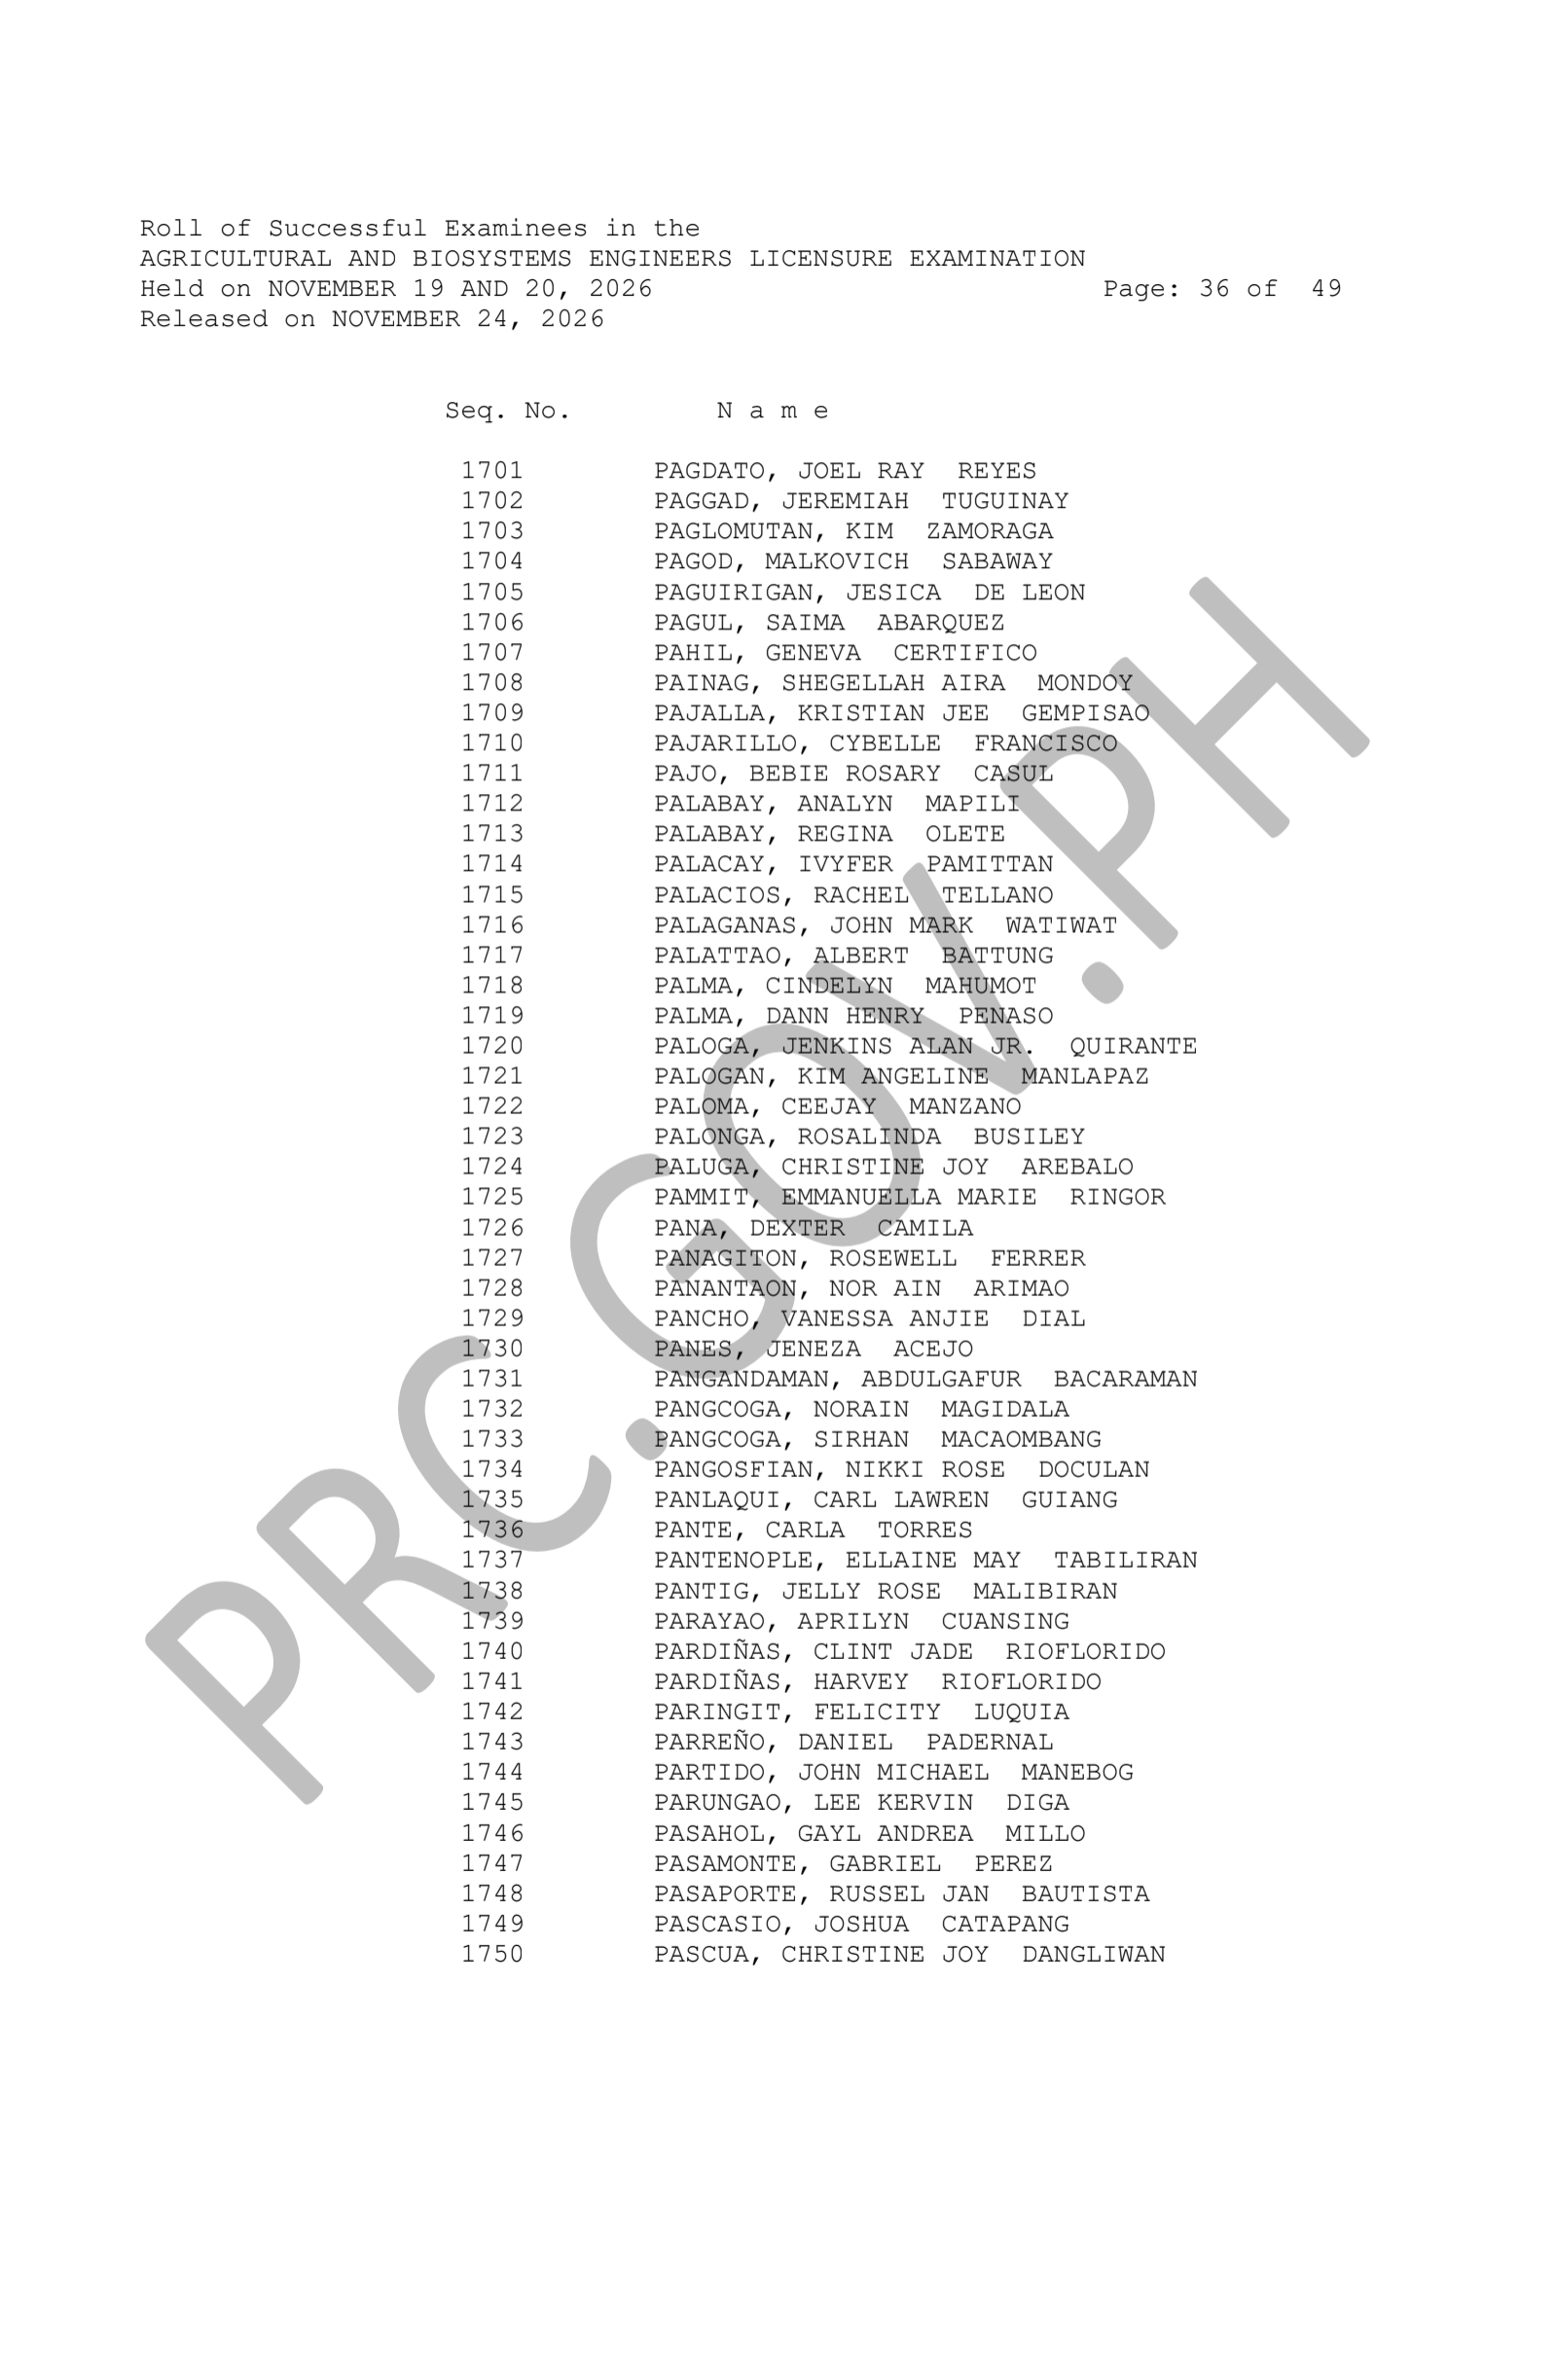 Roll of Successful Examinees in the
AGRICULTURAL AND BIOSYSTEMS ENGINEERS LICENSURE EXAMINATION
Held on NOVEMBER 19 AND 20, 2026 Page: 36 of 49
Released on NOVEMBER 24, 2026
Seq. No. N a m e
1701 PAGDATO, JOEL RAY REYES
1702 PAGGAD, JEREMIAH TUGUINAY
1703 PAGLOMUTAN, KIM ZAMORAGA
1704 PAGOD, MALKOVICH SABAWAY
1705 PAGUIRIGAN, JESICA DE LEON
1706 PAGUL, SAIMA ABARQUEZ
1707 PAHIL, GENEVA CERTIFICO
1708 PAINAG, SHEGELLAH AIRA MONDOY
1709 PAJALLA, KRISTIAN JEE GEMPISAO
1710 PAJARILLO, CYBELLE FRANCISCO
1711 PAJO, BEBIE ROSARY CASUL
1712 PALABAY, ANALYN MAPILI
1713 PALABAY, REGINA OLETE
1714 PALACAY, IVYFER PAMITTAN
1715 PALACIOS, RACHEL TELLANO
1716 PALAGANAS, JOHN MARK WATIWAT
1717 PALATTAO, ALBERT BATTUNG
1718 PALMA, CINDELYN MAHUMOT
1719 PALMA, DANN HENRY PENASO
1720 PALOGA, JENKINS ALAN JR. QUIRANTE
1721 PALOGAN, KIM ANGELINE MANLAPAZ
1722 PALOMA, CEEJAY MANZANO
1723 PALONGA, ROSALINDA BUSILEY
1724 PALUGA, CHRISTINE JOY AREBALO
1725 PAMMIT, EMMANUELLA MARIE RINGOR
1726 PANA, DEXTER CAMILA
1727 PANAGITON, ROSEWELL FERRER
1728 PANANTAON, NOR AIN ARIMAO
1729 PANCHO, VANESSA ANJIE DIAL
1730 PANES, JENEZA ACEJO
1731 PANGANDAMAN, ABDULGAFUR BACARAMAN
1732 PANGCOGA, NORAIN MAGIDALA
1733 PANGCOGA, SIRHAN MACAOMBANG
1734 PANGOSFIAN, NIKKI ROSE DOCULAN
1735 PANLAQUI, CARL LAWREN GUIANG
1736 PANTE, CARLA TORRES
1737 PANTENOPLE, ELLAINE MAY TABILIRAN
1738 PANTIG, JELLY ROSE MALIBIRAN
1739 PARAYAO, APRILYN CUANSING
1740 PARDIÑAS, CLINT JADE RIOFLORIDO
1741 PARDIÑAS, HARVEY RIOFLORIDO
1742 PARINGIT, FELICITY LUQUIA
1743 PARREÑO, DANIEL PADERNAL
1744 PARTIDO, JOHN MICHAEL MANEBOG
1745 PARUNGAO, LEE KERVIN DIGA
1746 PASAHOL, GAYL ANDREA MILLO
1747 PASAMONTE, GABRIEL PEREZ
1748 PASAPORTE, RUSSEL JAN BAUTISTA
1749 PASCASIO, JOSHUA CATAPANG
1750 PASCUA, CHRISTINE JOY DANGLIWAN
PRC.GOV.PH